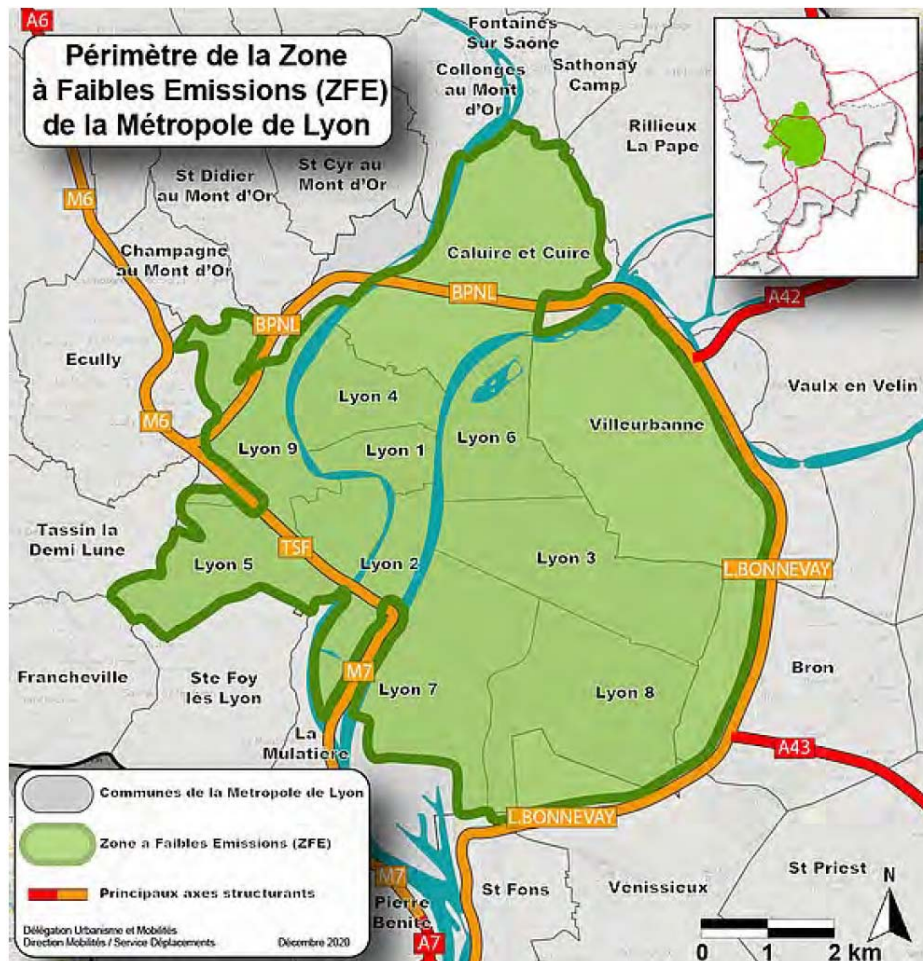 A6
Périmètre de la Zone
à Faibles Emissions (ZFE)
de la Métropole de Lyon
Fontaines
Sur Saône
Collonges
au Mont
d'Or
Sathonay
Camp
Rillieux
La Pape
St Didier
au Mont d'Or
St Cyr au
Mont d'Or
M6
Champagne
au Mont d'Or
Caluire et Cuire
BPNL
BPNL
A42
Ecully
Vaulx en Velin
Lyon 4
M6
Lyon 9
Lyon 1
Lyon 6
Villeurbanne
Tassin la
Demi Lune
TSF
Lyon 5
Lyon 2
Lyon 3
L.BONNEVAY
Francheville
Ste Foy
lès Lyon
M7
Lyon 7
Lyon 8
Bron
La
Mulatière
A43
Communes de la Metropole de Lyon
Zone a Faibles Emissions (ZFE)
Principaux axes structurants
Délégation Urbanisme et Mobilités
Direction Mobilités / Service Déplacements
Décembre 2020
L.BONNEVAY
M7
Pierre
Bénite
A7
St Fons
Vénissieux
St Priest
N
0 1 2 km